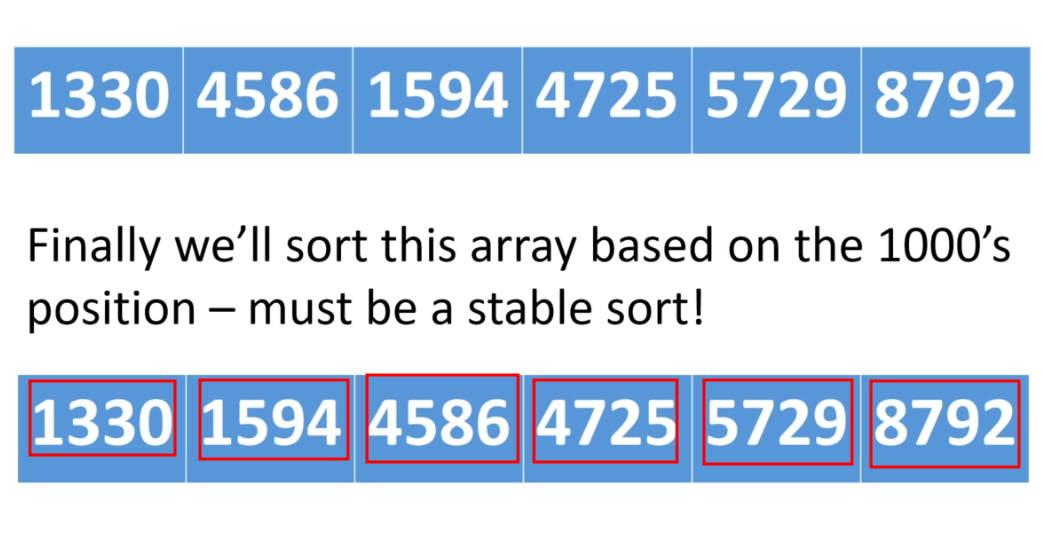 1330 4586 1594 4725 5729 8792
Finally we’ll sort this array based on the 1000’s
position – must be a stable sort!
1330 1594 4586 4725 5729 8792